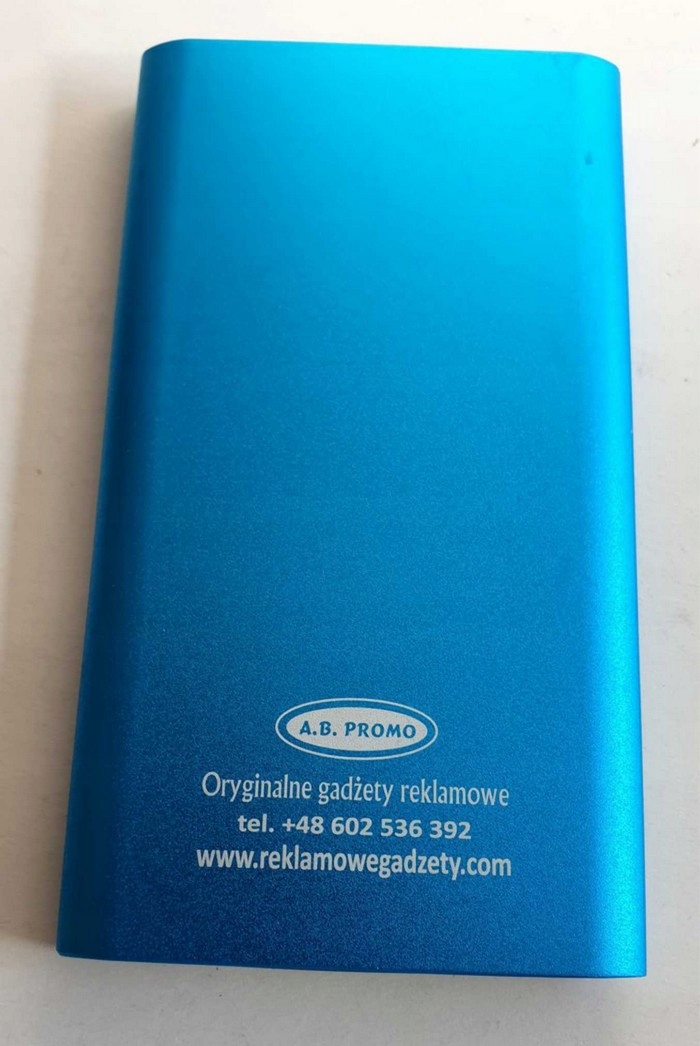 A.B. PROMO
Oryginalne gadżety reklamowe
tel. +48 602 536 392
www.reklamowegadzety.com